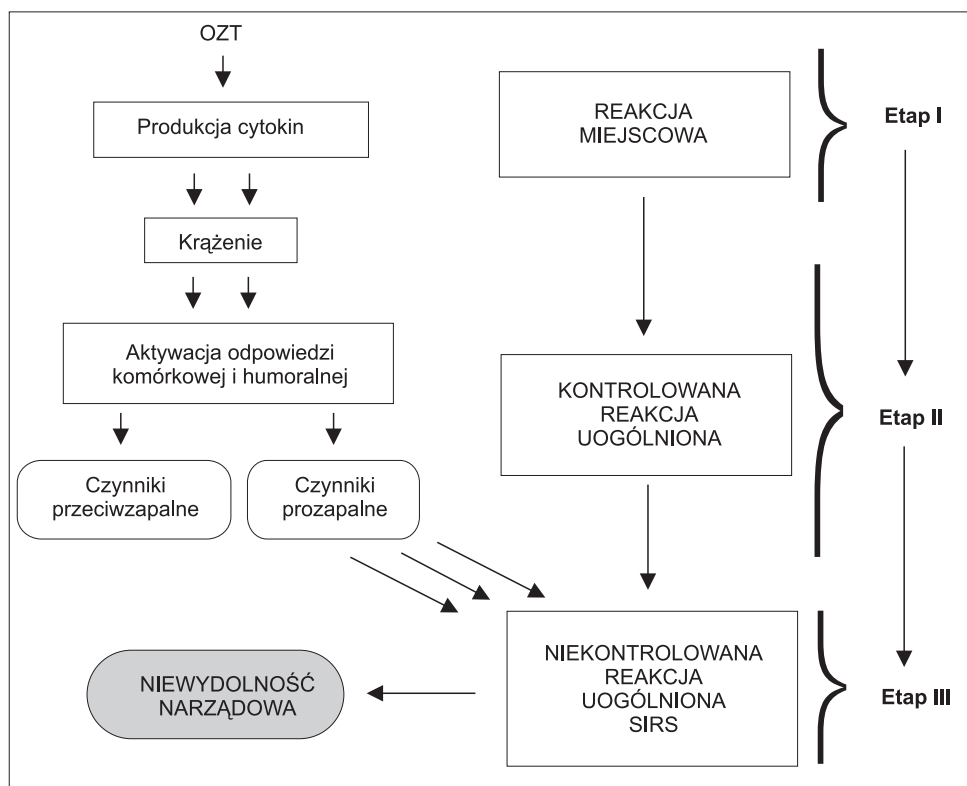 OZT
Produkcja cytokin
Krążenie
Aktywacja odpowiedzi
komórkowej i humoralnej
Czynniki
przeciwzapalne
Czynniki
prozapalne
NIEWYDOLNOŚĆ
NARZĄDOWA
REAKCJA
MIEJSCOWA
KONTROLOWANA
REAKCJA
UOGÓLNIONA
NIEKONTROLOWANA
REAKCJA
UOGÓLNIONA
SIRS
Etap I
Etap II
Etap III